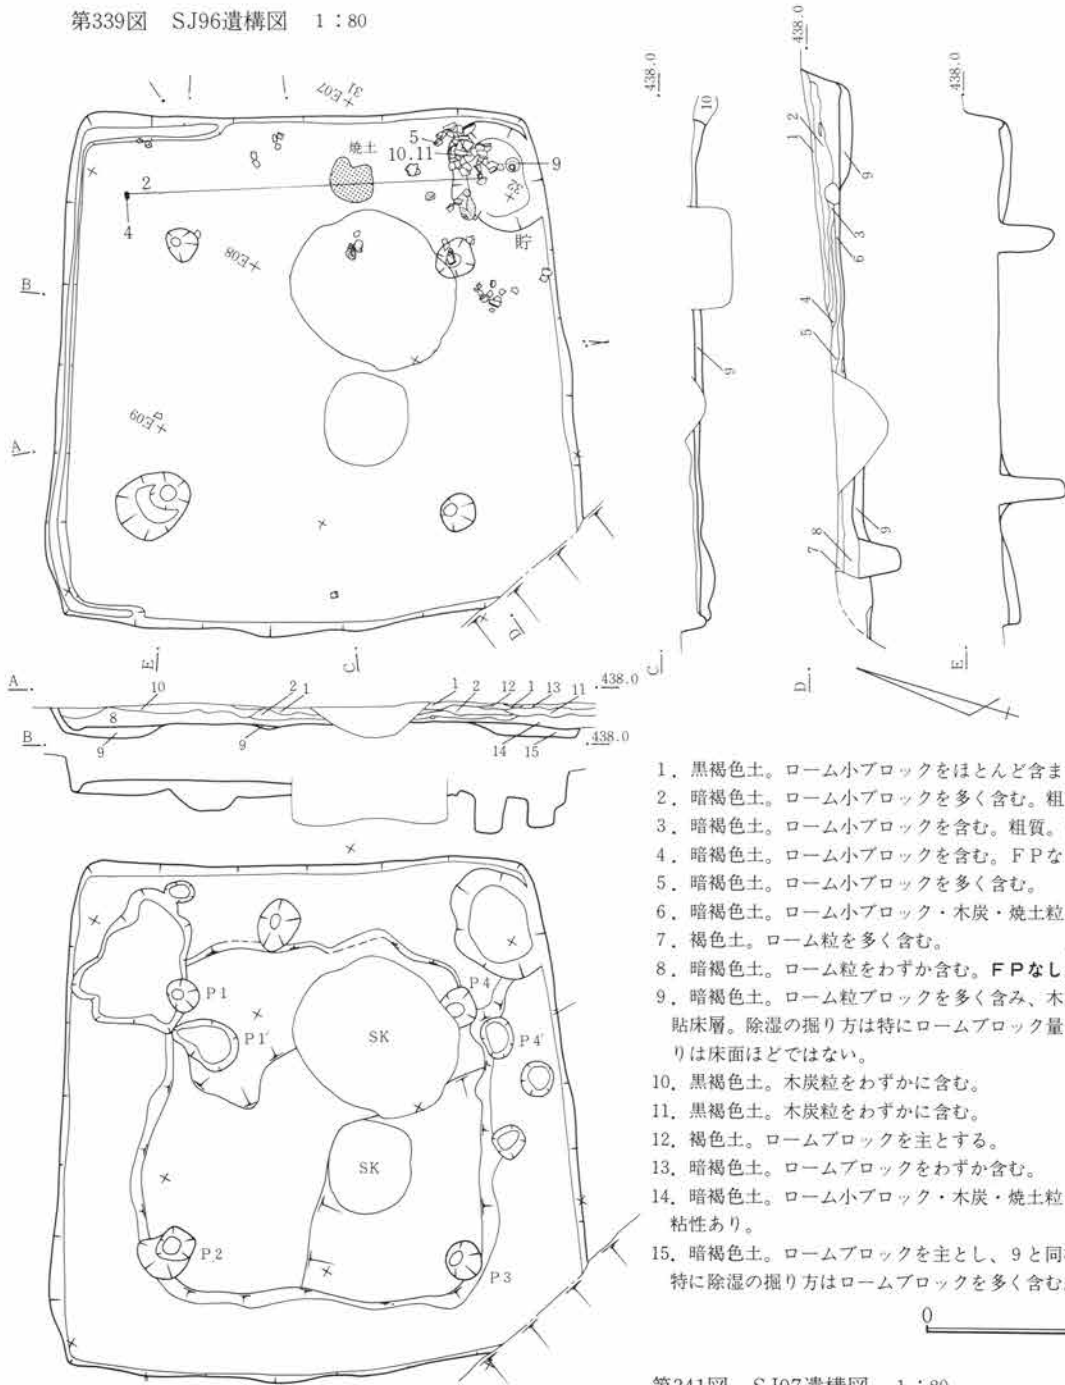 第339図 SJ96遺構図 1：80
438.0
438.0
438.0
+E07
31
5
10.11
焼土
9
2
4
32
貯
+E08
B
+E09
A
D
E
C
10
9
1
2
9
3
6
4
5
8
9
7
C
D
E
A
10
2
1
1
2
12
1
13
11
438.0
8
B
9
9
14
15
438.0
P1
P1′
P4
P4′
SK
SK
P2
P3
1．黒褐色土。ローム小ブロックをほとんど含ま
2．暗褐色土。ローム小ブロックを多く含む。粗
3．暗褐色土。ローム小ブロックを含む。粗質。
4．暗褐色土。ローム小ブロックを含む。ＦＰな
5．暗褐色土。ローム小ブロックを多く含む。
6．暗褐色土。ローム小ブロック・木炭・焼土粒
7．褐色土。ローム粒を多く含む。
8．暗褐色土。ローム粒をわずか含む。ＦＰなし
9．暗褐色土。ローム粒ブロックを多く含み、木
貼床層。除湿の掘り方は特にロームブロック量
りは床面ほどではない。
10．黒褐色土。木炭粒をわずかに含む。
11．黒褐色土。木炭粒をわずかに含む。
12．褐色土。ロームブロックを主とする。
13．暗褐色土。ロームブロックをわずか含む。
14．暗褐色土。ローム小ブロック・木炭・焼土粒
粘性あり。
15．暗褐色土。ロームブロックを主とし、9と同
特に除湿の掘り方はロームブロックを多く含む
0
第341図 SJ97遺構図 1：80